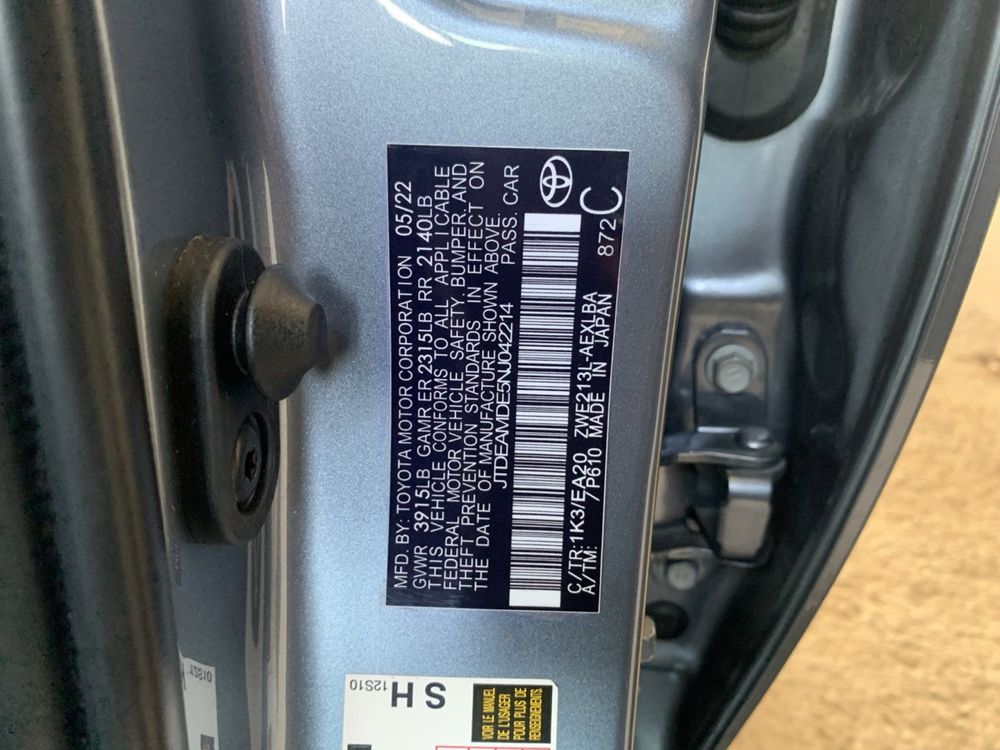 MFD. BY: TOYOTA MOTOR CORPORATION 05/22
GVWR 3915LB GAMR ER 2315LB RR 2140LB
THIS VEHICLE CONFORMS TO ALL APPLICABLE
FEDERAL MOTOR VEHICLE SAFETY, BUMPER, AND
THEFT PREVENTION STANDARDS IN EFFECT ON
THE DATE OF MANUFACTURE SHOWN ABOVE.
JTDEAMDE5NJ042214 PASS. CAR
C/TR: 1K3/EA20 ZWE213L-AEXLBA
A/TM: /P610 MADE IN JAPAN
872 C
SH
12S10
VOIR LE MANUEL
DE L'USAGER
POUR PLUS DE
RENSEIGNEMENTS.